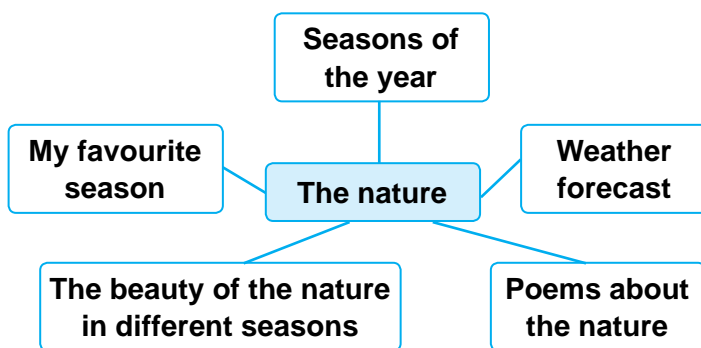 Seasons of
the year
My favourite
season
The nature
Weather
forecast
The beauty of the nature
in different seasons
Poems about
the nature